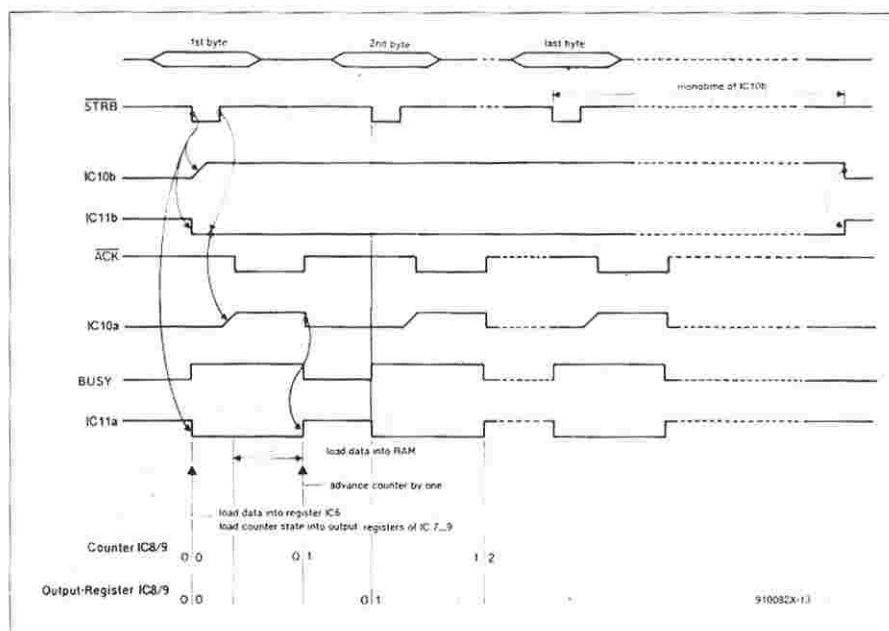 1st byte 2nd byte last byte
STRB
monotime of IC10b
IC10b
IC11b
ACK
IC10a
BUSY
IC11a
load data into RAM
advance counter by one
load data into register IC6
load counter state into output registers of IC 7...9
Counter IC8/9 0 0 0 1 1 2
Output-Register IC8/9 0 0 0 1
910082X-13